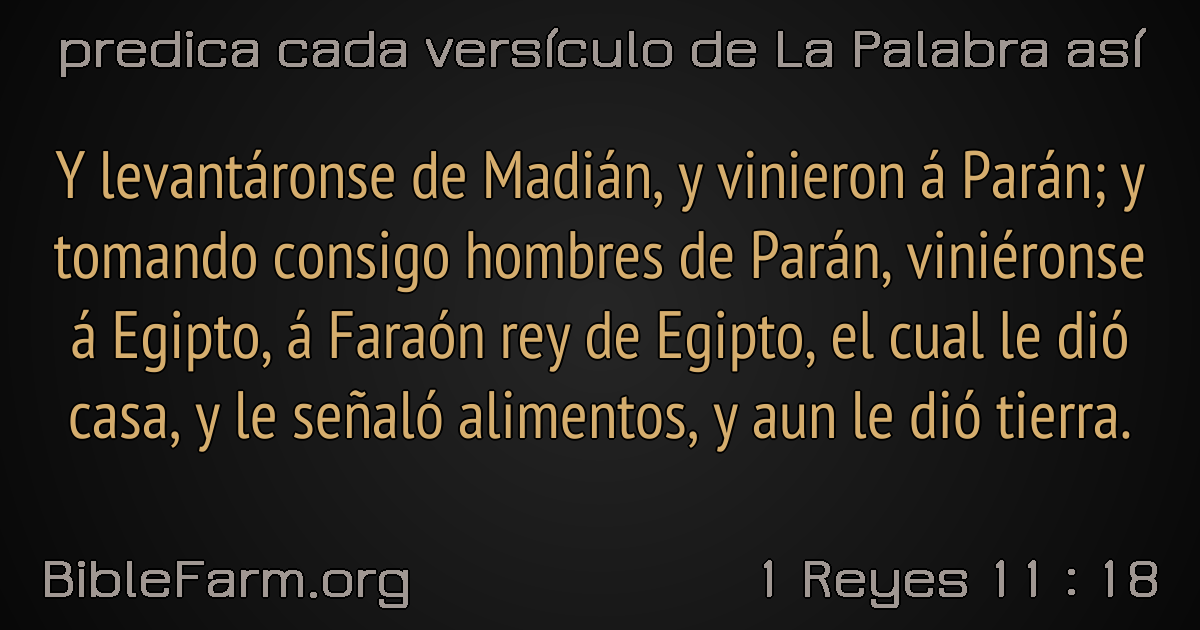 predica cada versículo de La Palabra así
Y levantáronse de Madián, y vinieron á Parán; y
tomando consigo hombres de Parán, viniéronse
á Egipto, á Faraón rey de Egipto, el cual le dió
casa, y le señaló alimentos, y aun le dió tierra.
BibleFarm.org
1 Reyes 11 : 18